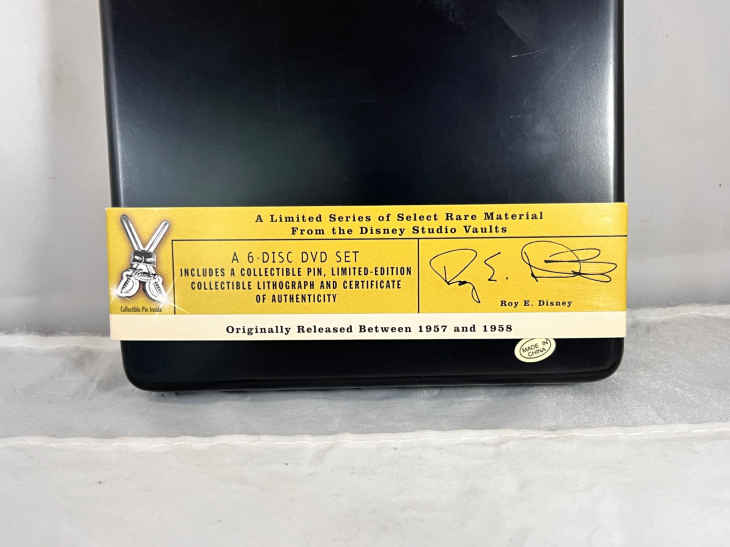 A Limited Series of Select Rare Material
From the Disney Studio Vaults
A 6-DISC DVD SET
INCLUDES A COLLECTIBLE PIN, LIMITED-EDITION
COLLECTIBLE LITHOGRAPH AND CERTIFICATE
OF AUTHENTICITY
Collectible Pin Inside
Roy E. Disney
Roy E. Disney
Originally Released Between 1957 and 1958
MADE IN
CHINA